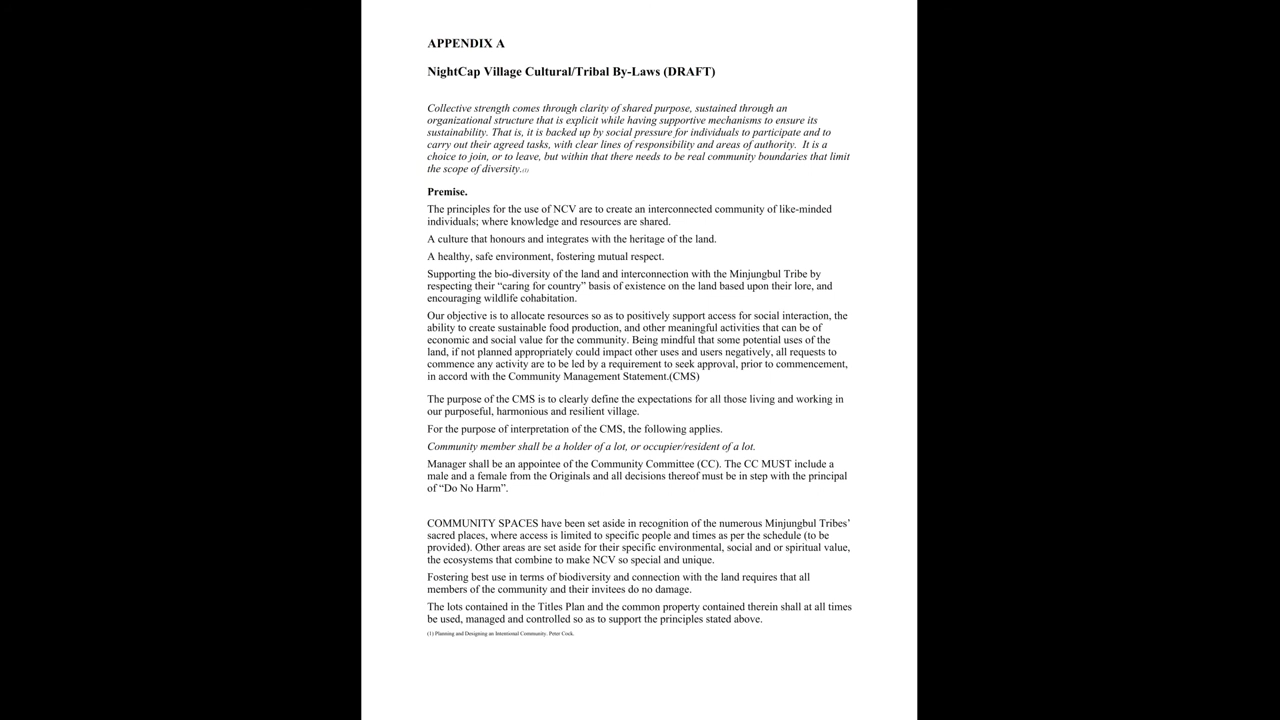 APPENDIX A
NightCap Village Cultural/Tribal By-Laws (DRAFT)
Collective strength comes through clarity of shared purpose, sustained through an
organizational structure that is explicit while having supportive mechanisms to ensure its
sustainability. That is, it is backed up by social pressure for individuals to participate and to
carry out their agreed tasks, with clear lines of responsibility and areas of authority.  It is a
choice to join, or to leave, but within that there needs to be real community boundaries that limit
the scope of diversity.(1)
Premise.
The principles for the use of NCV are to create an interconnected community of like-minded
individuals; where knowledge and resources are shared.
A culture that honours and integrates with the heritage of the land.
A healthy, safe environment, fostering mutual respect.
Supporting the bio-diversity of the land and interconnection with the Minjungbul Tribe by
respecting their “caring for country” basis of existence on the land based upon their lore, and
encouraging wildlife cohabitation.
Our objective is to allocate resources so as to positively support access for social interaction, the
ability to create sustainable food production, and other meaningful activities that can be of
economic and social value for the community. Being mindful that some potential uses of the
land, if not planned appropriately could impact other uses and users negatively, all requests to
commence any activity are to be led by a requirement to seek approval, prior to commencement,
in accord with the Community Management Statement.(CMS)
The purpose of the CMS is to clearly define the expectations for all those living and working in
our purposeful, harmonious and resilient village.
For the purpose of interpretation of the CMS, the following applies.
Community member shall be a holder of a lot, or occupier/resident of a lot.
Manager shall be an appointee of the Community Committee (CC). The CC MUST include a
male and a female from the Originals and all decisions thereof must be in step with the principal
of “Do No Harm”.
COMMUNITY SPACES have been set aside in recognition of the numerous Minjungbul Tribes’
sacred places, where access is limited to specific people and times as per the schedule (to be
provided). Other areas are set aside for their specific environmental, social and or spiritual value,
the ecosystems that combine to make NCV so special and unique.
Fostering best use in terms of biodiversity and connection with the land requires that all
members of the community and their invitees do no damage.
The lots contained in the Titles Plan and the common property contained therein shall at all times
be used, managed and controlled so as to support the principles stated above.
(1) Planning and Designing an Intentional Community. Peter Cock.